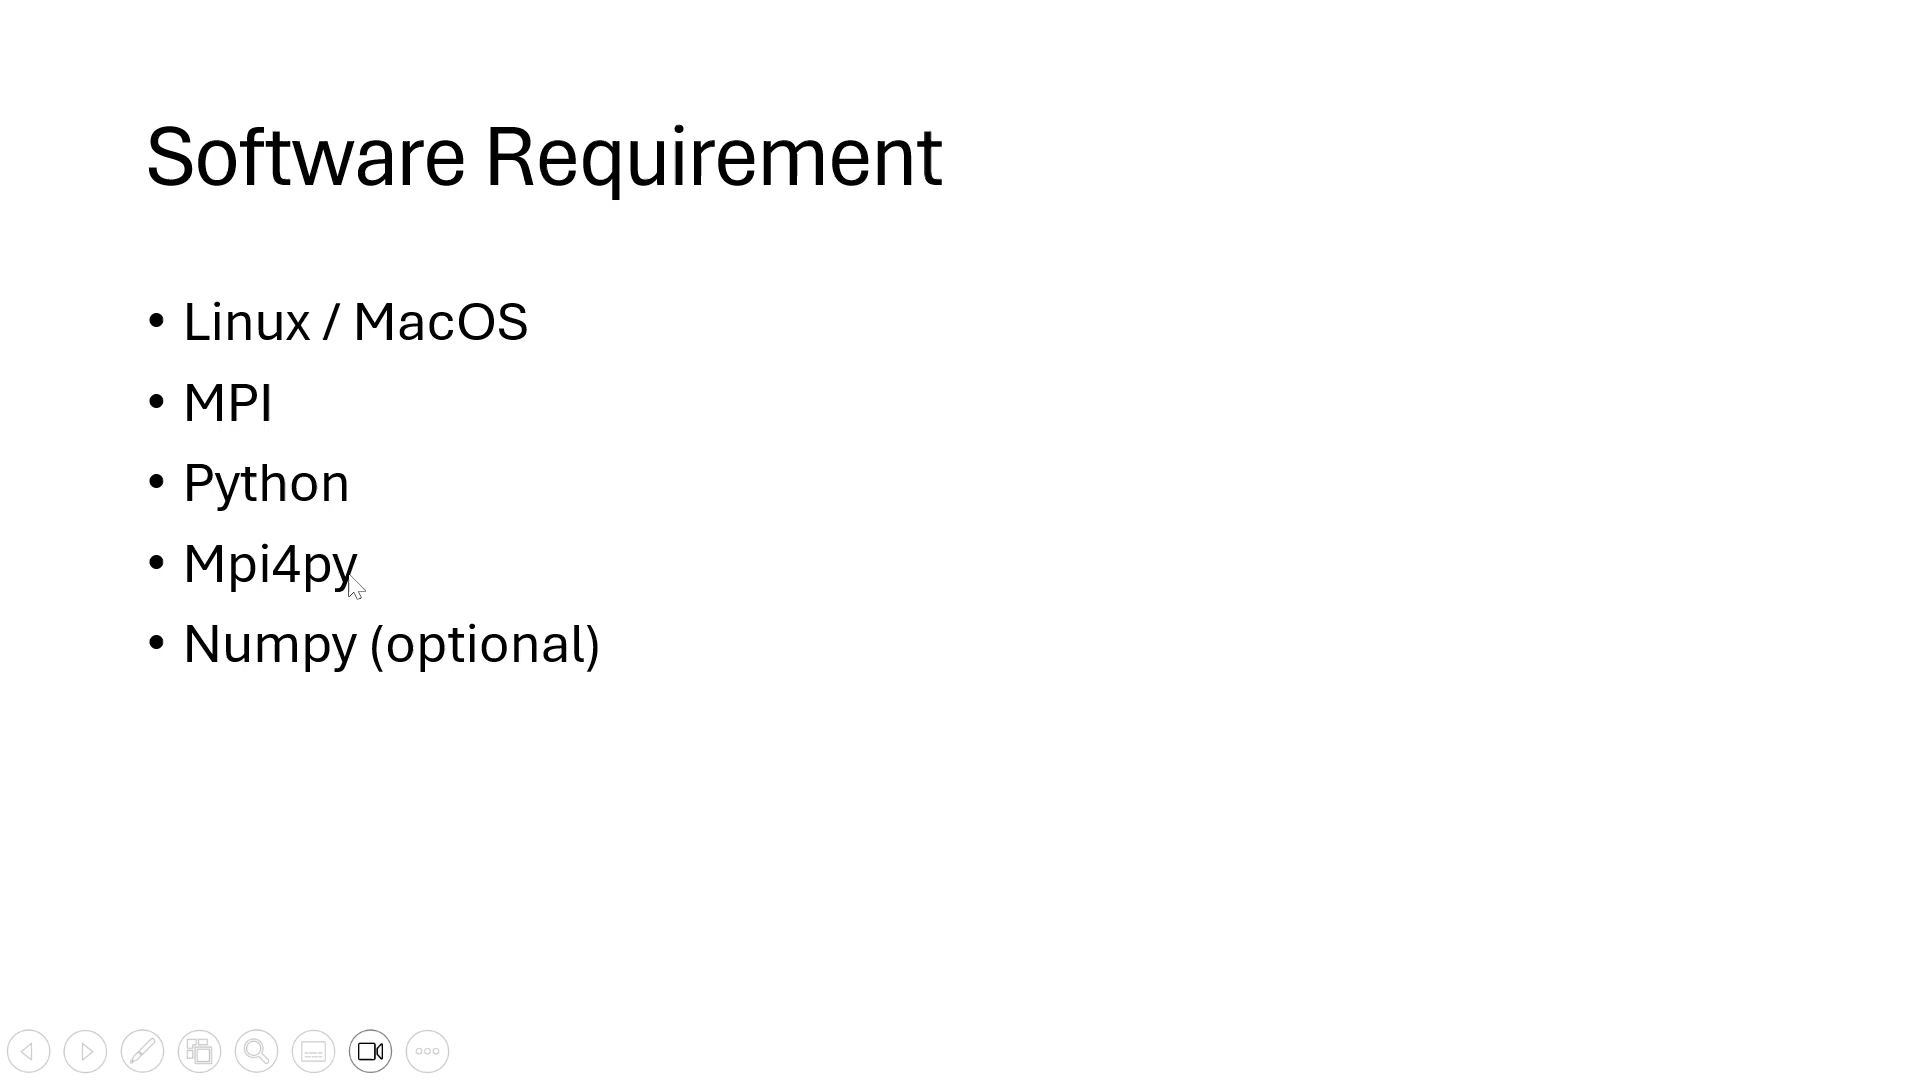 Software Requirement
• Linux / MacOS
• MPI
• Python
• Mpi4py
• Numpy (optional)